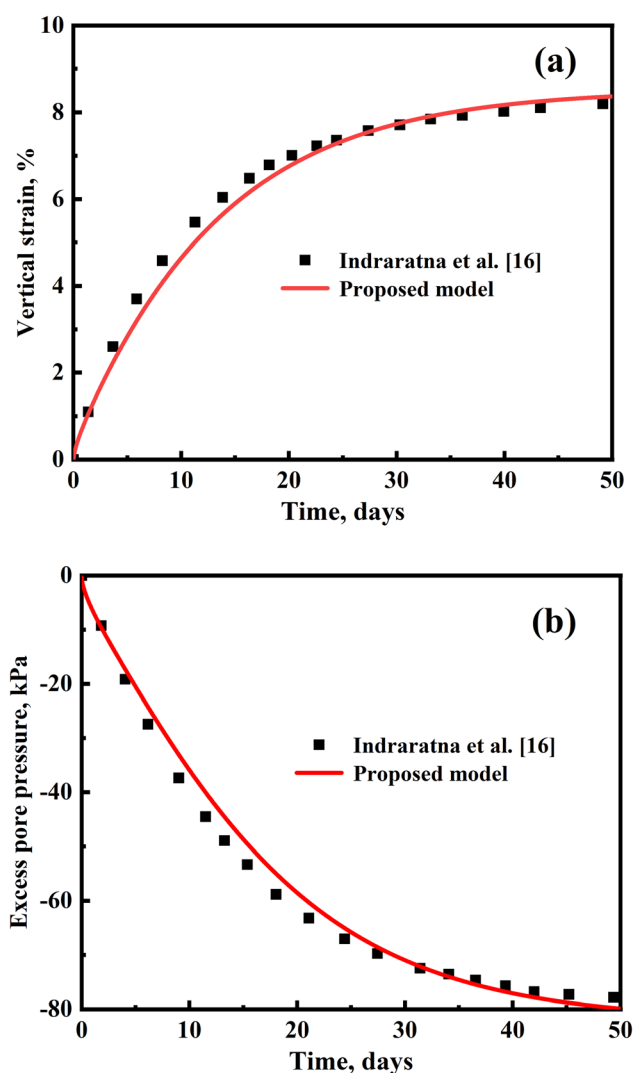 (a)
10
8
6
4
2
0
Vertical strain, %
Indraratna et al. [16]
Proposed model
0 10 20 30 40 50
Time, days
(b)
0
-20
-40
-60
-80
Excess pore pressure, kPa
Indraratna et al. [16]
Proposed model
0 10 20 30 40 50
Time, days